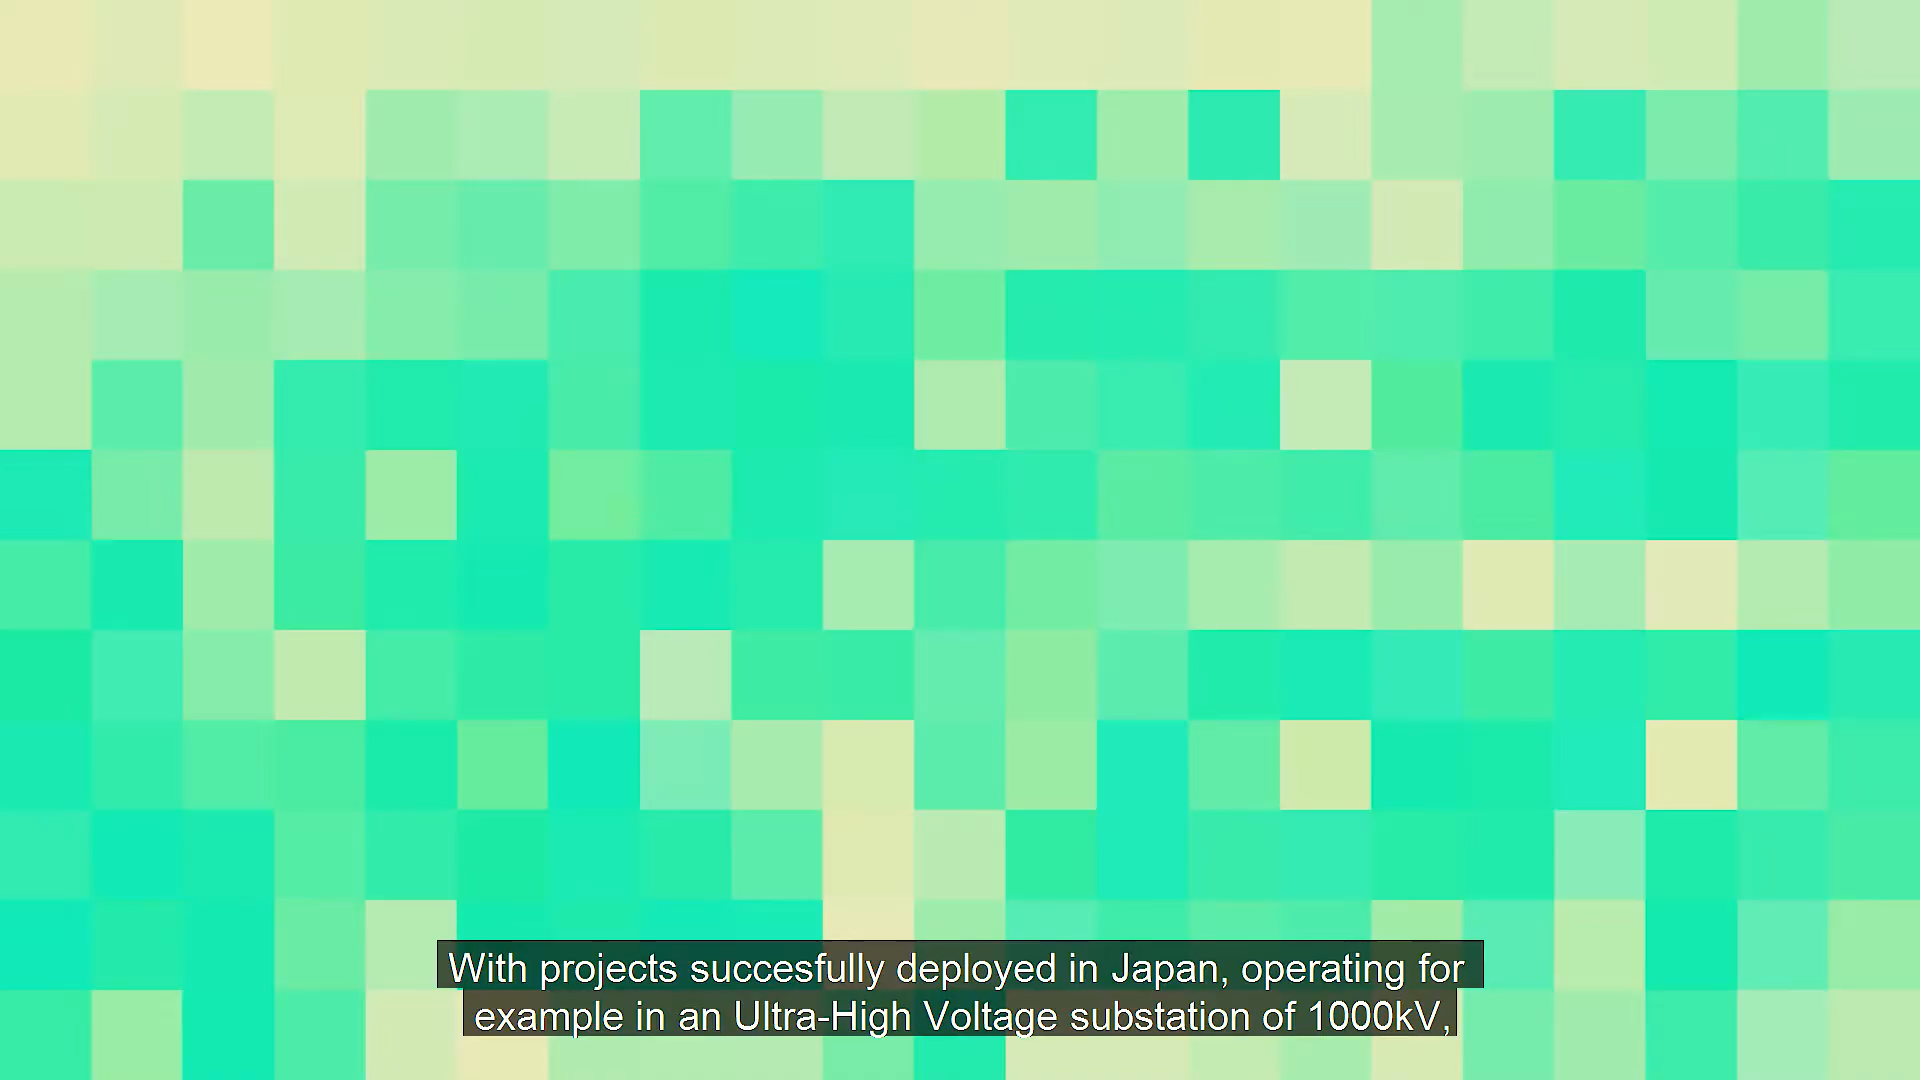 With projects succesfully deployed in Japan, operating for
example in an Ultra-High Voltage substation of 1000kV,